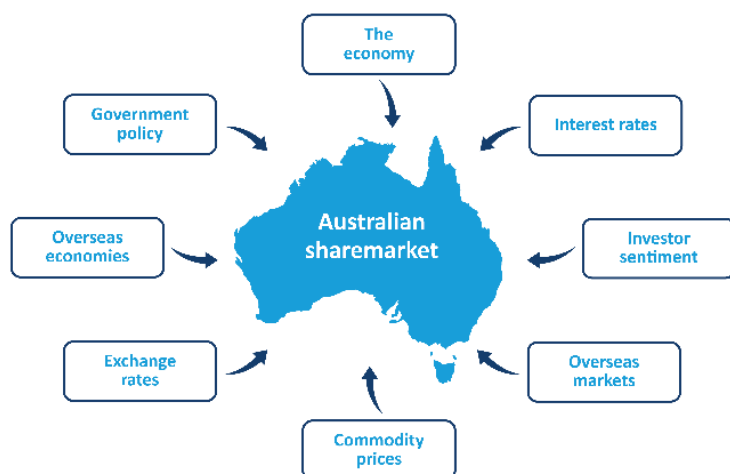 The
economy
Government
policy
Interest rates
Australian
sharemarket
Overseas
economies
Investor
sentiment
Exchange
rates
Overseas
markets
Commodity
prices